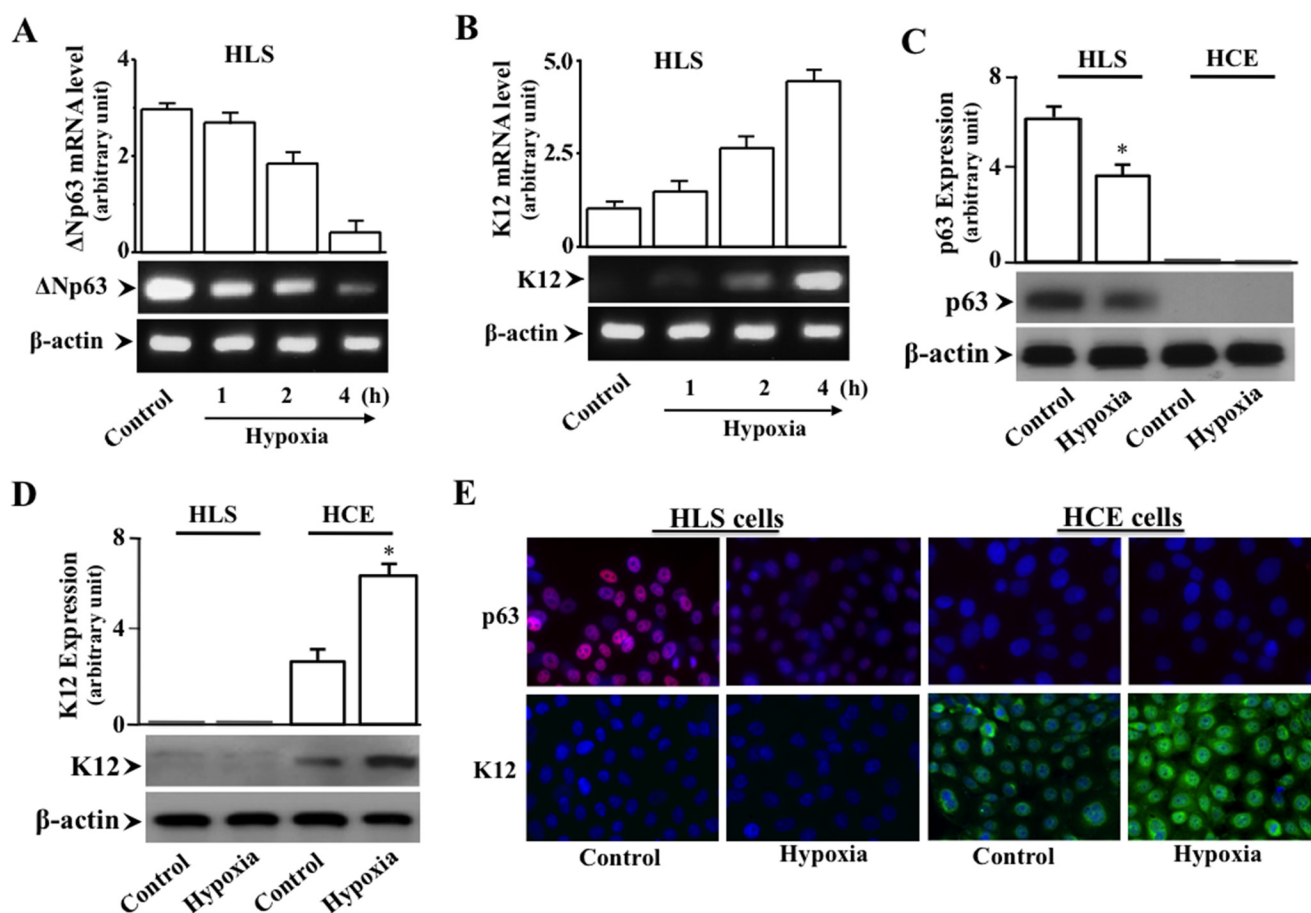 A
HLS
4
2
0
ΔNp63 mRNA level
(arbitrary unit)
ΔNp63
β-actin
Control
1 2 4 (h)
Hypoxia
B
HLS
5.0
2.5
0
K12 mRNA level
(arbitrary unit)
K12
β-actin
Control
1 2 4 (h)
Hypoxia
C
HLS HCE
8
4
0
p63 Expression
(arbitrary unit)
*
p63
β-actin
Control Hypoxia Control Hypoxia
D
HLS HCE
8
4
0
K12 Expression
(arbitrary unit)
*
K12
β-actin
Control Hypoxia Control Hypoxia
E
HLS cells HCE cells
p63
K12
Control Hypoxia Control Hypoxia